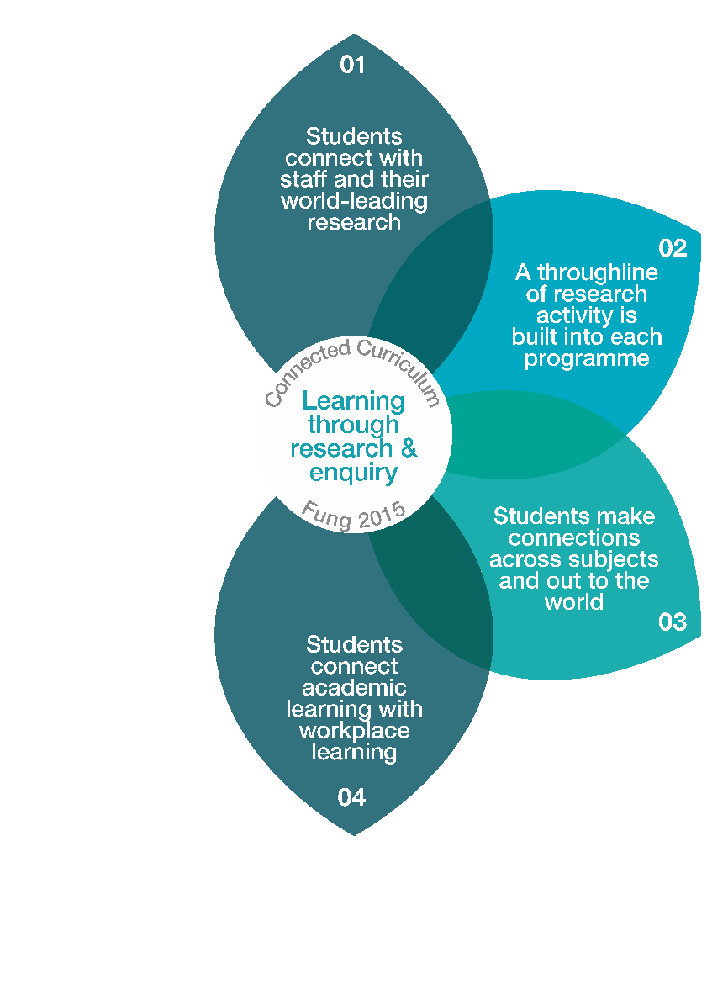 01
Students
connect with
staff and their
world-leading
research
02
A throughline
of research
activity is
built into each
programme
Connected Curriculum
Learning
through
research &
enquiry
Fung 2015
Students make
connections
across subjects
and out to the
world
03
Students
connect
academic
learning with
workplace
learning
04